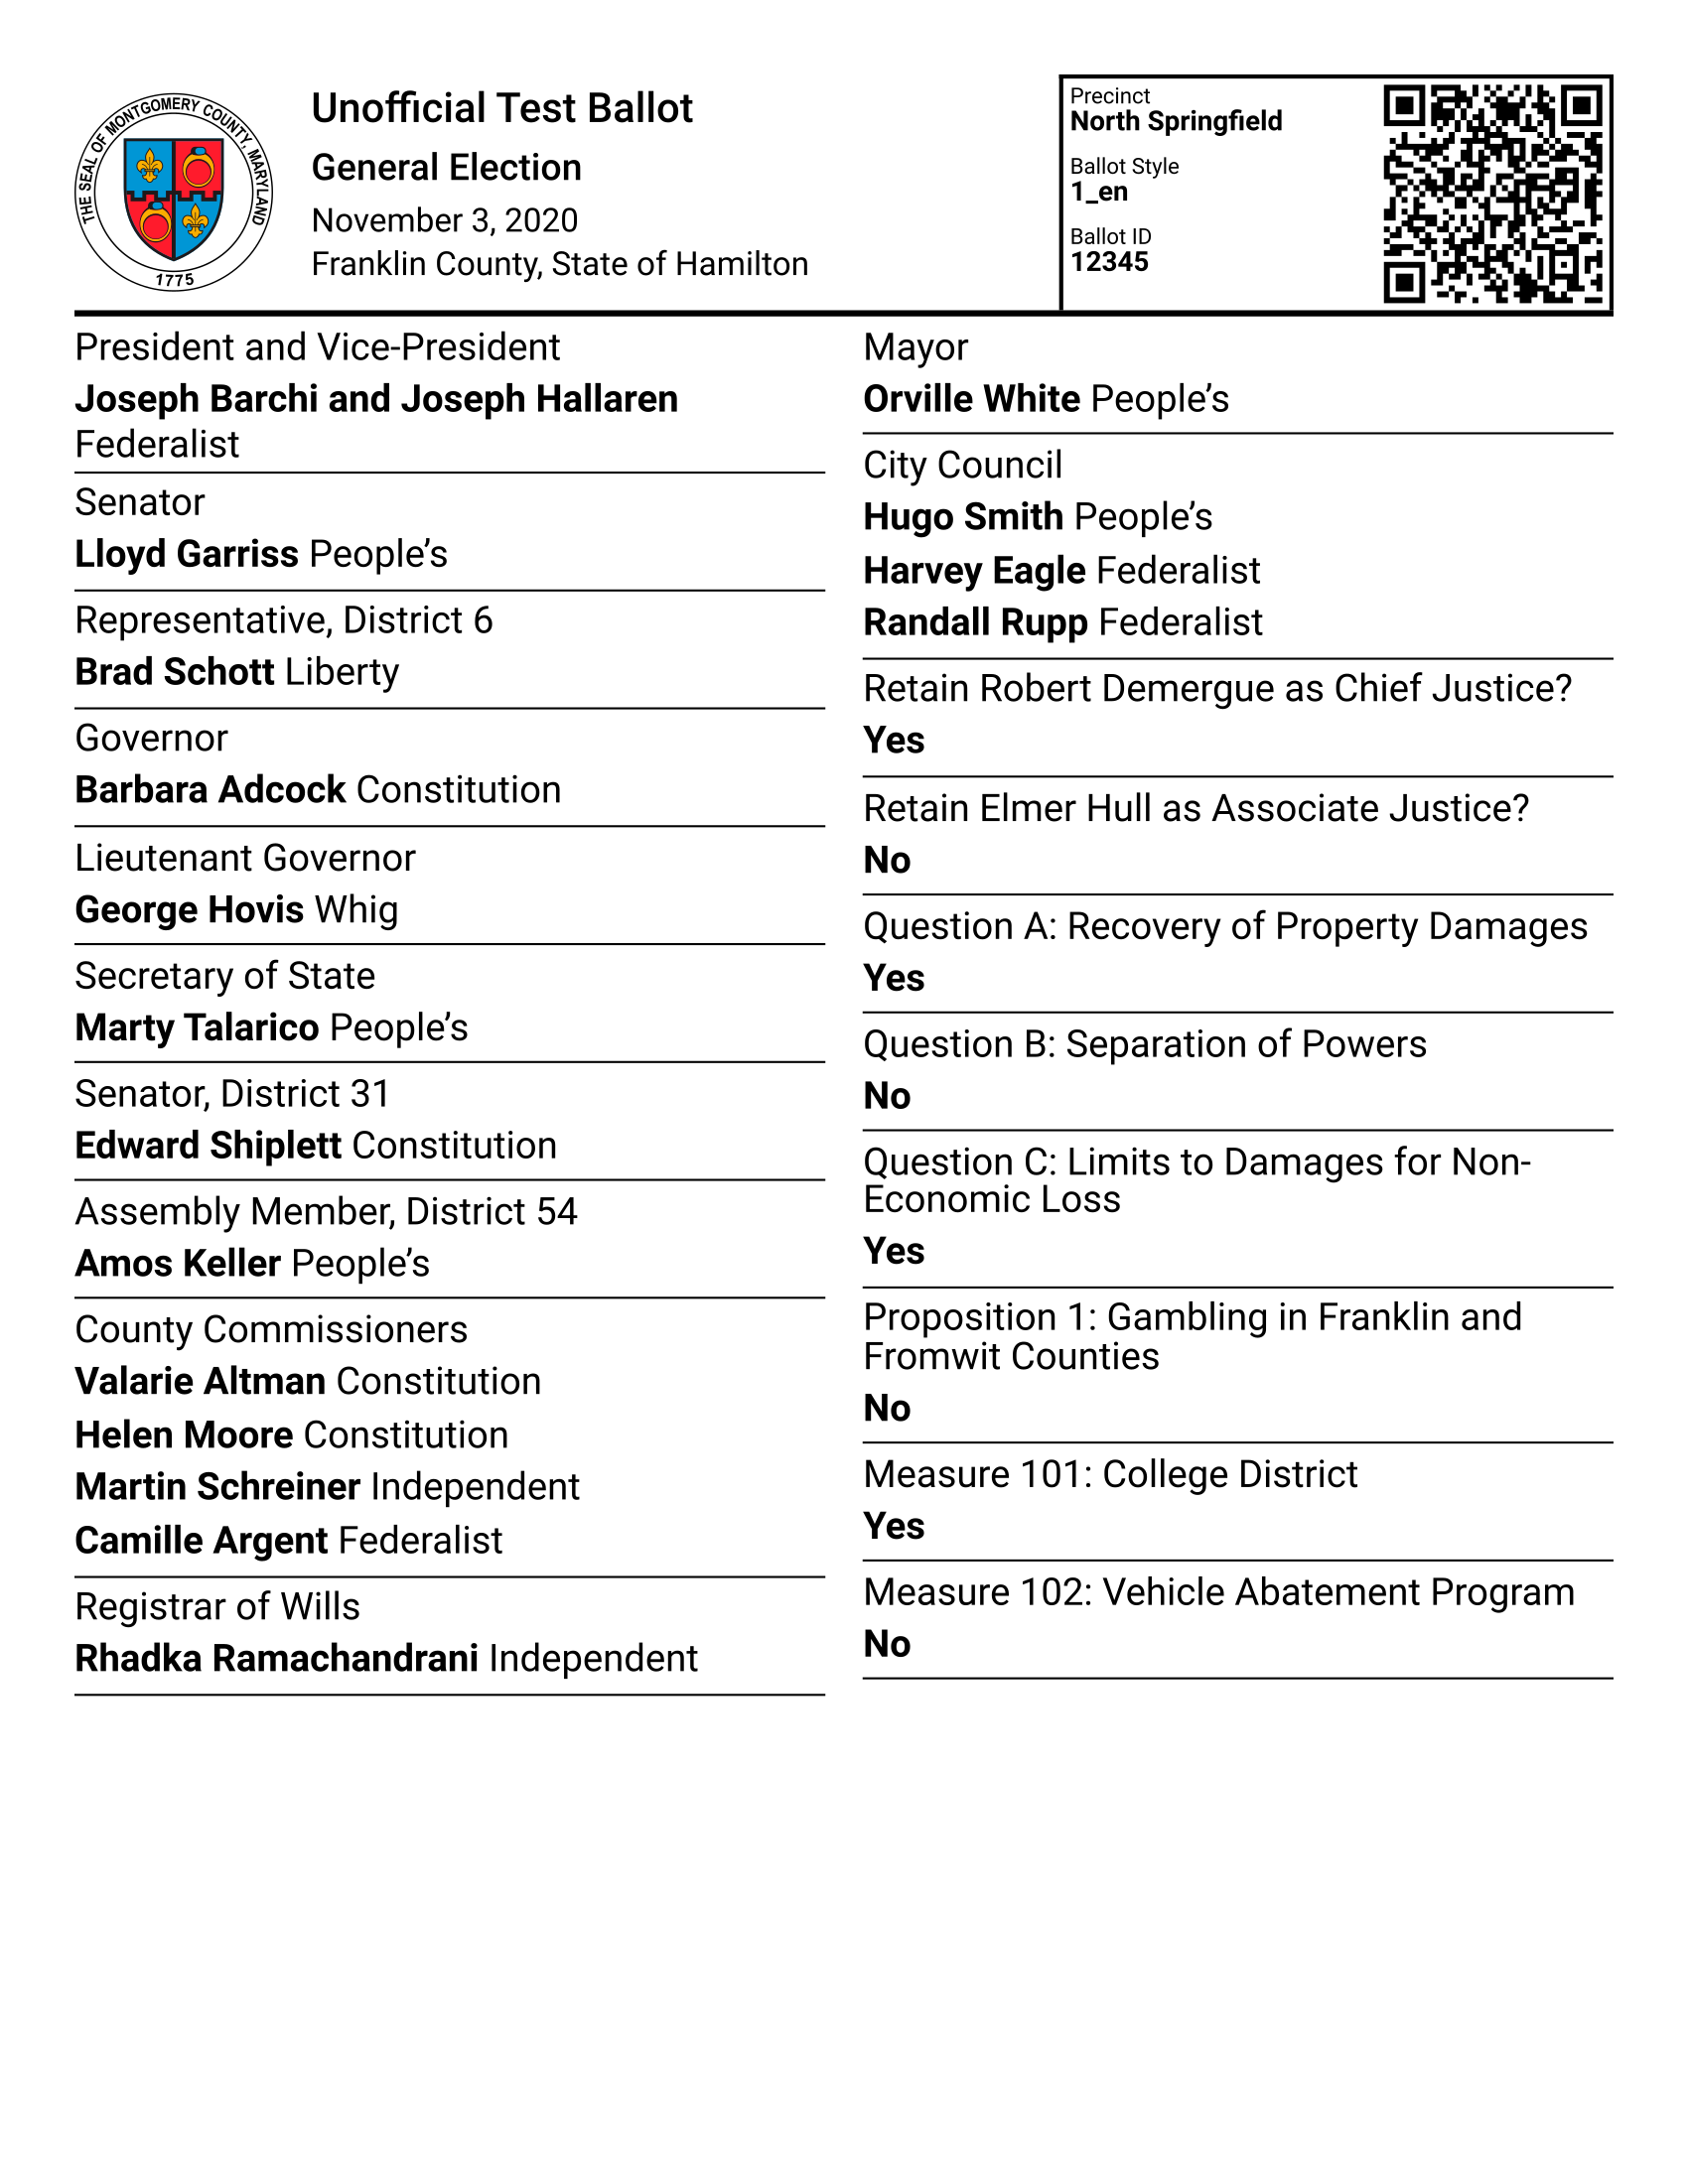 THE SEAL OF MONTGOMERY COUNTY, MARYLAND
1775
Unofficial Test Ballot
General Election
November 3, 2020
Franklin County, State of Hamilton
Precinct
North Springfield
Ballot Style
1_en
Ballot ID
12345
President and Vice-President
Joseph Barchi and Joseph Hallaren
Federalist
Senator
Lloyd Garriss People’s
Representative, District 6
Brad Schott Liberty
Governor
Barbara Adcock Constitution
Lieutenant Governor
George Hovis Whig
Secretary of State
Marty Talarico People’s
Senator, District 31
Edward Shiplett Constitution
Assembly Member, District 54
Amos Keller People’s
County Commissioners
Valarie Altman Constitution
Helen Moore Constitution
Martin Schreiner Independent
Camille Argent Federalist
Registrar of Wills
Rhadka Ramachandrani Independent
Mayor
Orville White People’s
City Council
Hugo Smith People’s
Harvey Eagle Federalist
Randall Rupp Federalist
Retain Robert Demergue as Chief Justice?
Yes
Retain Elmer Hull as Associate Justice?
No
Question A: Recovery of Property Damages
Yes
Question B: Separation of Powers
No
Question C: Limits to Damages for Non-
Economic Loss
Yes
Proposition 1: Gambling in Franklin and
Fromwit Counties
No
Measure 101: College District
Yes
Measure 102: Vehicle Abatement Program
No